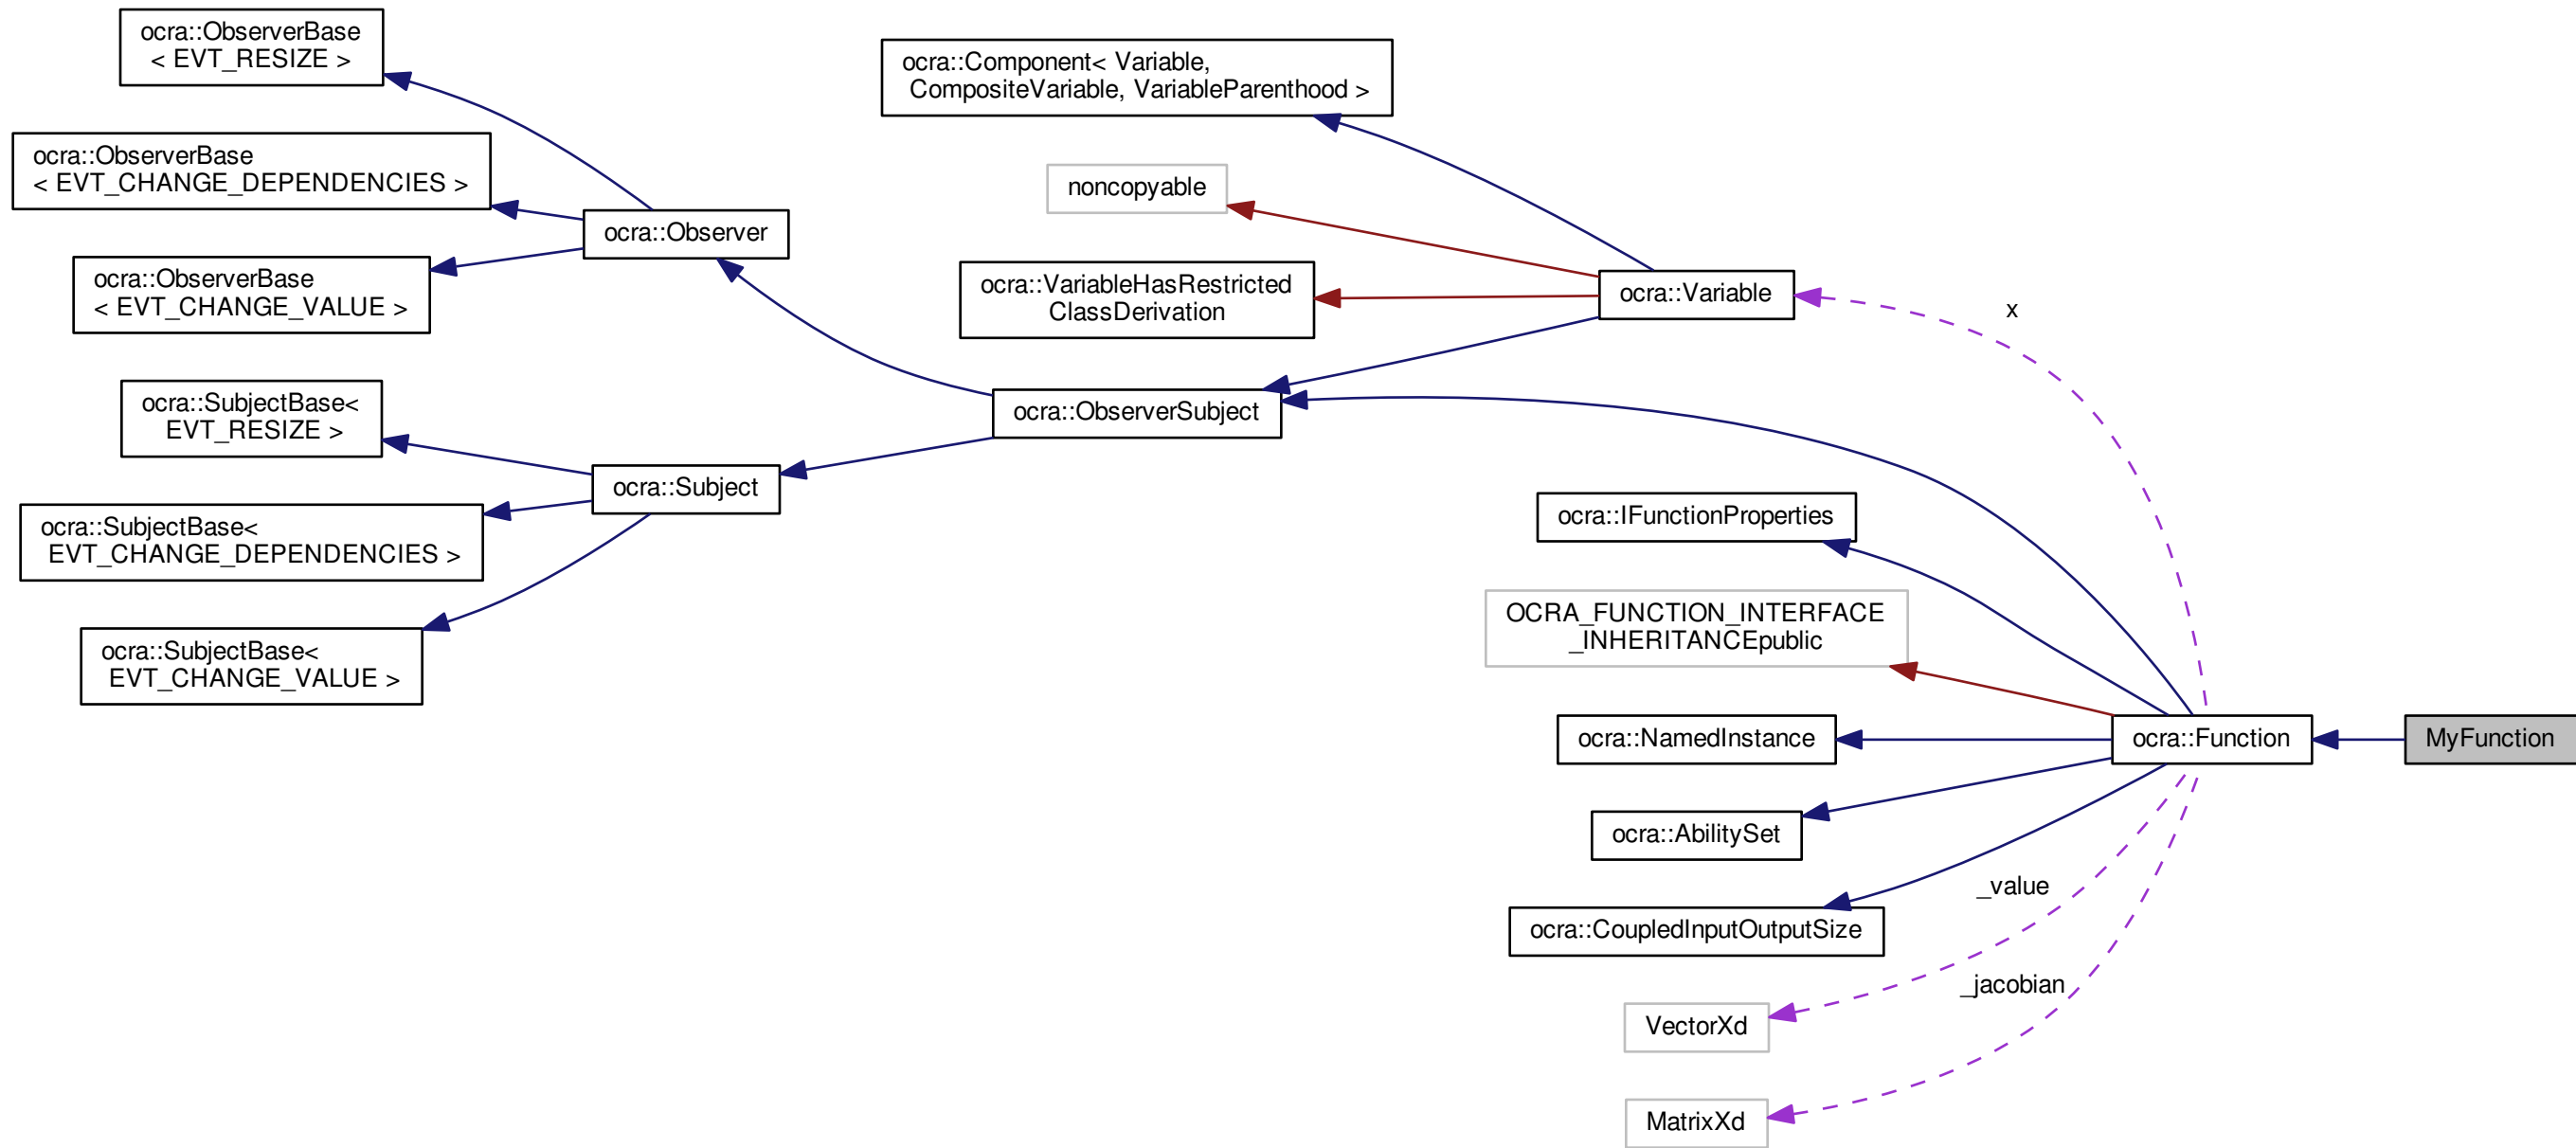 ocra::ObserverBase
< EVT_RESIZE >
ocra::ObserverBase
< EVT_CHANGE_DEPENDENCIES >
ocra::ObserverBase
< EVT_CHANGE_VALUE >
ocra::SubjectBase<
EVT_RESIZE >
ocra::SubjectBase<
EVT_CHANGE_DEPENDENCIES >
ocra::SubjectBase<
EVT_CHANGE_VALUE >
ocra::Observer
ocra::Subject
ocra::Component< Variable,
CompositeVariable, VariableParenthood >
noncopyable
ocra::VariableHasRestricted
ClassDerivation
ocra::ObserverSubject
ocra::Variable
x
ocra::IFunctionProperties
OCRA_FUNCTION_INTERFACE
_INHERITANCEpublic
ocra::NamedInstance
ocra::AbilitySet
ocra::CoupledInputOutputSize
VectorXd
MatrixXd
_value
_jacobian
ocra::Function
MyFunction